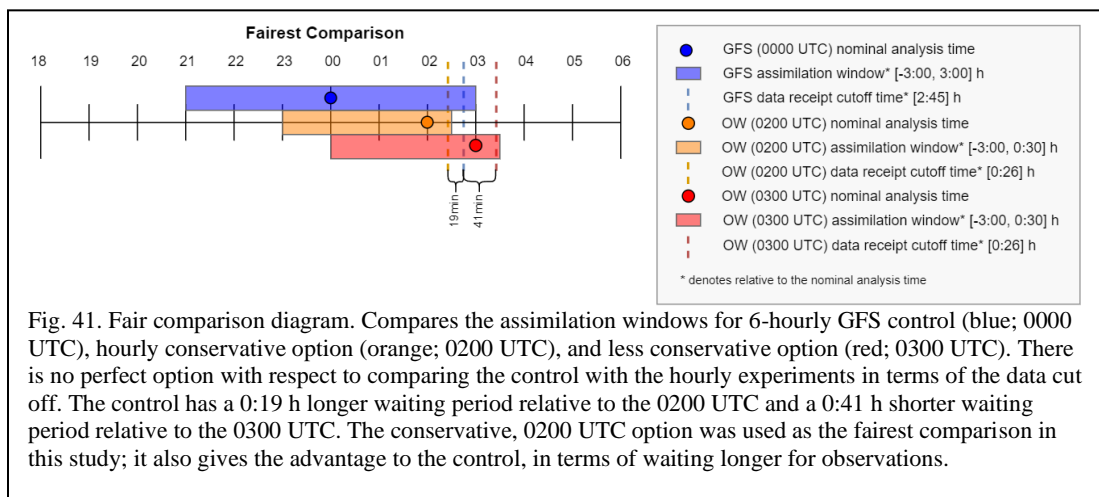 Fairest Comparison
18 19 20 21 22 23 00 01 02 03 04 05 06
19min
41min
GFS (0000 UTC) nominal analysis time
GFS assimilation window* [-3:00, 3:00] h
GFS data receipt cutoff time* [2:45] h
OW (0200 UTC) nominal analysis time
OW (0200 UTC) assimilation window* [-3:00, 0:30] h
OW (0200 UTC) data receipt cutoff time* [0:26] h
OW (0300 UTC) nominal analysis time
OW (0300 UTC) assimilation window* [-3:00, 0:30] h
OW (0300 UTC) data receipt cutoff time* [0:26] h
* denotes relative to the nominal analysis time
Fig. 41. Fair comparison diagram. Compares the assimilation windows for 6-hourly GFS control (blue; 0000
UTC), hourly conservative option (orange; 0200 UTC), and less conservative option (red; 0300 UTC). There
is no perfect option with respect to comparing the control with the hourly experiments in terms of the data cut
off. The control has a 0:19 h longer waiting period relative to the 0200 UTC and a 0:41 h shorter waiting
period relative to the 0300 UTC. The conservative, 0200 UTC option was used as the fairest comparison in
this study; it also gives the advantage to the control, in terms of waiting longer for observations.